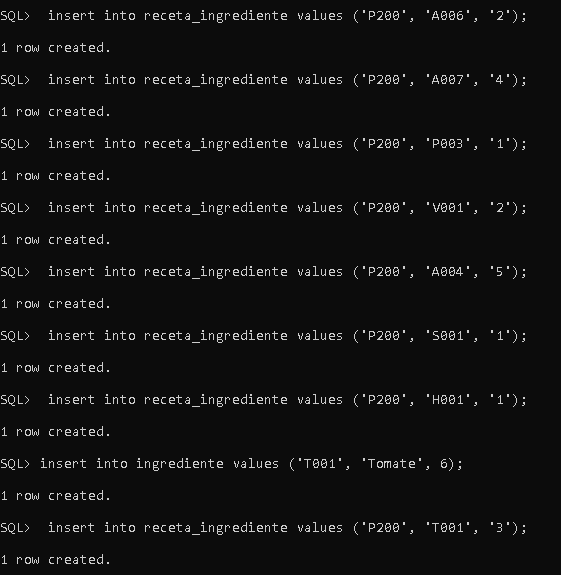 SQL>  insert into receta_ingrediente values ('P200', 'A006', '2');
1 row created.
SQL>  insert into receta_ingrediente values ('P200', 'A007', '4');
1 row created.
SQL>  insert into receta_ingrediente values ('P200', 'P003', '1');
1 row created.
SQL>  insert into receta_ingrediente values ('P200', 'V001', '2');
1 row created.
SQL>  insert into receta_ingrediente values ('P200', 'A004', '5');
1 row created.
SQL>  insert into receta_ingrediente values ('P200', 'S001', '1');
1 row created.
SQL>  insert into receta_ingrediente values ('P200', 'H001', '1');
1 row created.
SQL> insert into ingrediente values ('T001', 'Tomate', 6);
1 row created.
SQL>  insert into receta_ingrediente values ('P200', 'T001', '3');
1 row created.